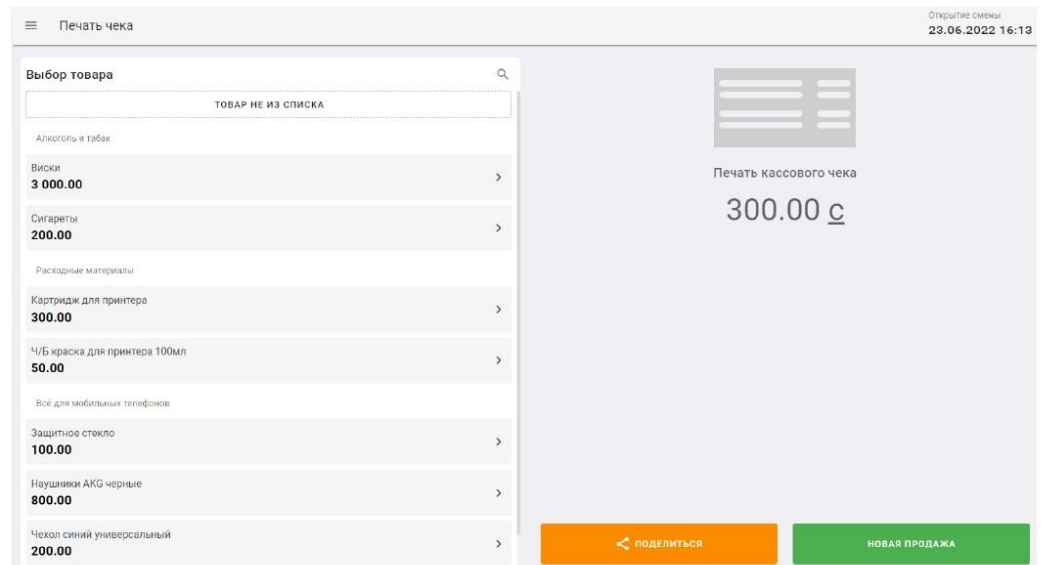 Печать чека
Открытие смены
23.06.2022 16:13
Выбор товара
ТОВАР НЕ ИЗ СПИСКА
Алкоголь и табак
Виски
3 000.00
Сигареты
200.00
Расходные материалы
Картридж для принтера
300.00
Ч/Б краска для принтера 100мл
50.00
Всё для мобильных телефонов
Защитное стекло
100.00
Наушники AKG черные
800.00
Чехол синий универсальный
200.00
Печать кассового чека
300.00 с
ПОДЕЛИТЬСЯ
НОВАЯ ПРОДАЖА